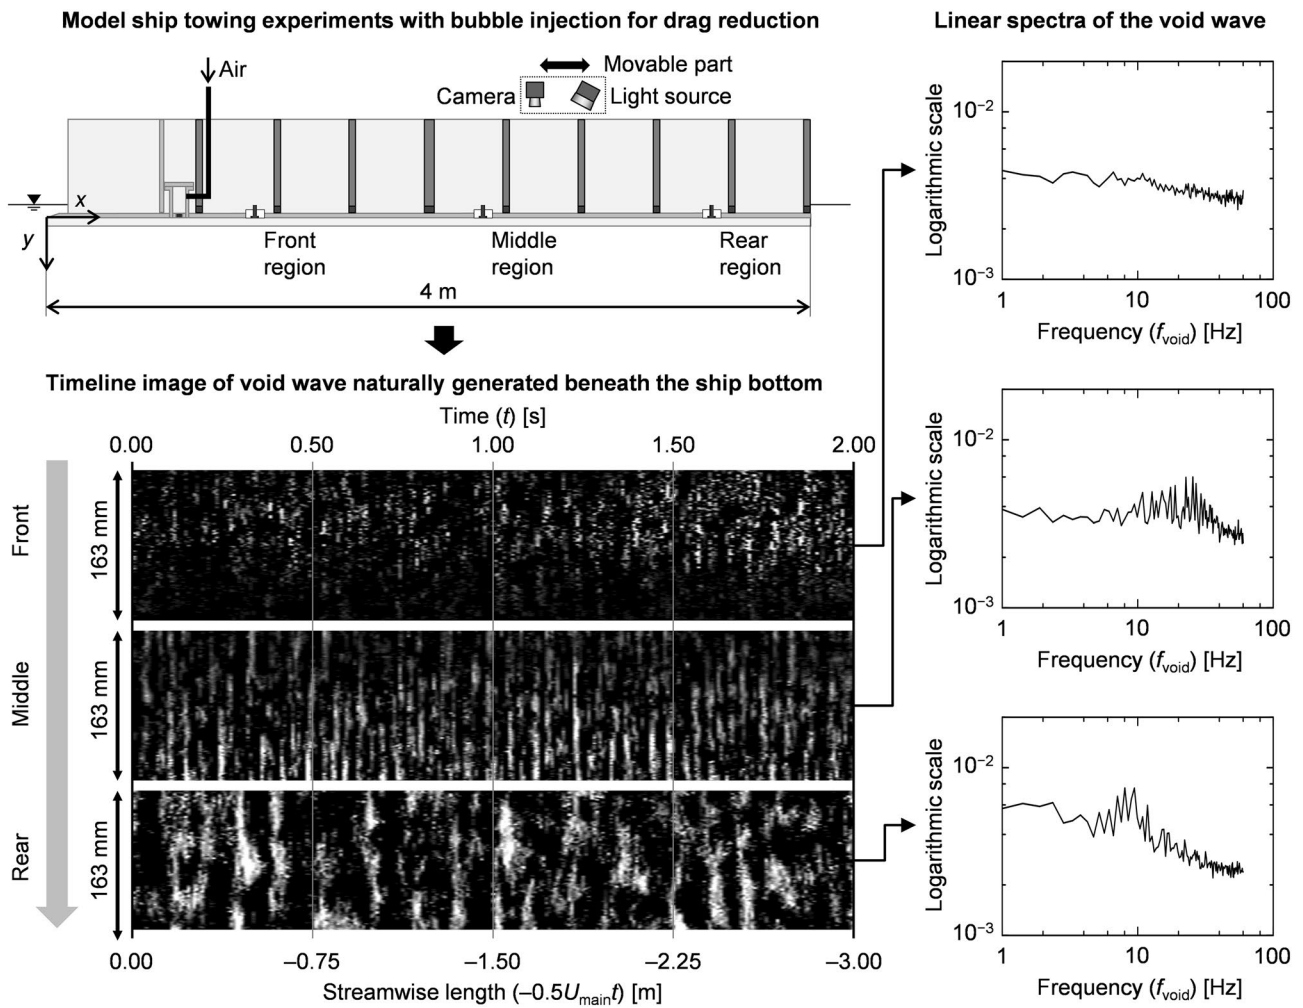 Model ship towing experiments with bubble injection for drag reduction
Air
Movable part
Camera
Light source
x
y
Front
region
Middle
region
Rear
region
4 m
Timeline image of void wave naturally generated beneath the ship bottom
Time (t) [s]
0.00 0.50 1.00 1.50 2.00
Front
163 mm
Middle
163 mm
Rear
163 mm
0.00 –0.75 –1.50 –2.25 –3.00
Streamwise length (–0.5U_main t) [m]
Linear spectra of the void wave
Logarithmic scale
10⁻²
10⁻³
1 10 100
Frequency (f_void) [Hz]
Logarithmic scale
10⁻²
10⁻³
1 10 100
Frequency (f_void) [Hz]
Logarithmic scale
10⁻²
10⁻³
1 10 100
Frequency (f_void) [Hz]